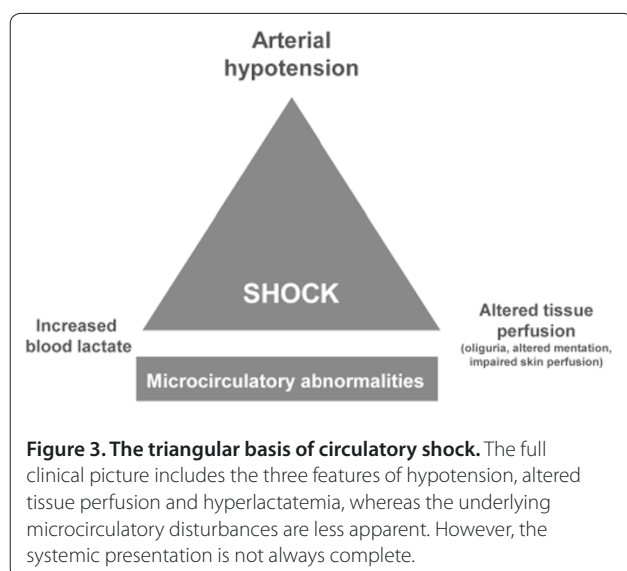 Arterial
hypotension
SHOCK
Increased
blood lactate
Altered tissue
perfusion
(oliguria, altered mentation,
impaired skin perfusion)
Microcirculatory abnormalities
Figure 3. The triangular basis of circulatory shock. The full
clinical picture includes the three features of hypotension, altered
tissue perfusion and hyperlactatemia, whereas the underlying
microcirculatory disturbances are less apparent. However, the
systemic presentation is not always complete.